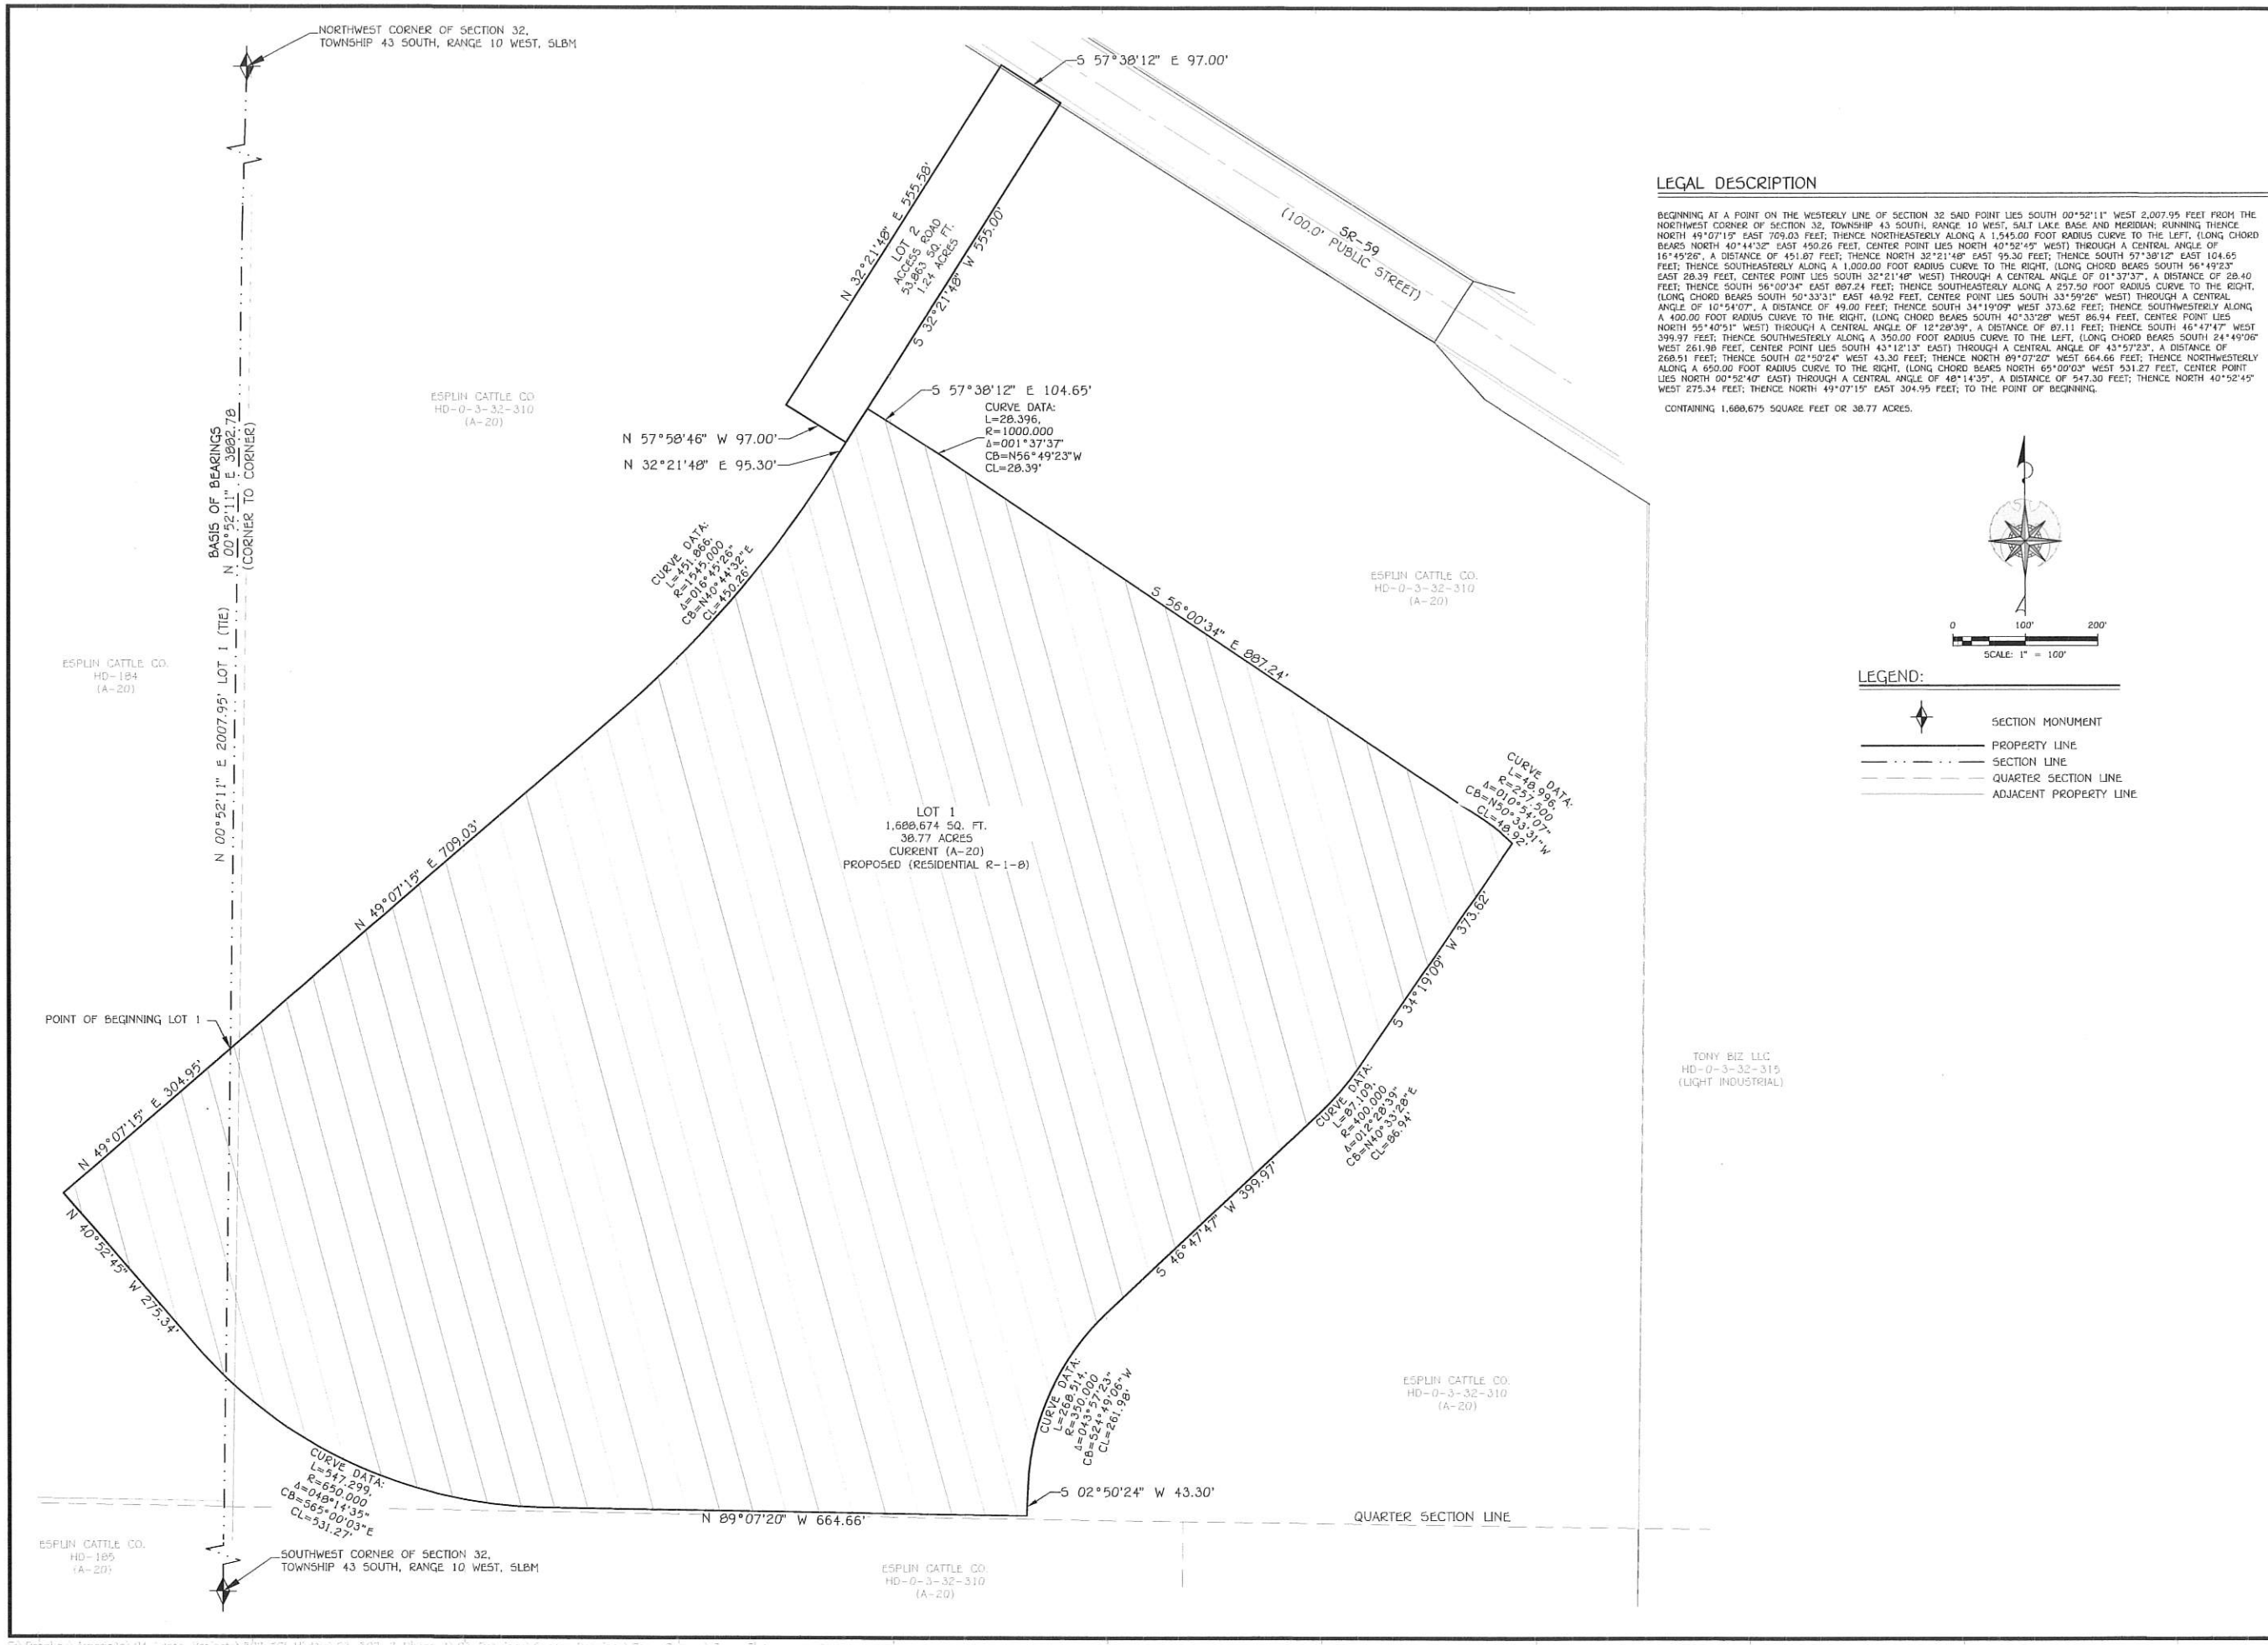 NORTHWEST CORNER OF SECTION 32,
TOWNSHIP 43 SOUTH, RANGE 10 WEST, SLBM
S 57°38'12" E 97.00'
SR-59
(100.0' PUBLIC STREET)
N 32°21'48" E 555.58'
LOT 2
ACCESS ROAD
53,863 SQ. FT.
1.24 ACRES
S 32°21'48" W 555.00'
LEGAL DESCRIPTION
BEGINNING AT A POINT ON THE WESTERLY LINE OF SECTION 32 SAID POINT LIES SOUTH 00°52'11" WEST 2,007.95 FEET FROM THE
NORTHWEST CORNER OF SECTION 32, TOWNSHIP 43 SOUTH, RANGE 10 WEST, SALT LAKE BASE AND MERIDIAN; RUNNING THENCE
NORTH 49°07'15" EAST 709.03 FEET; THENCE NORTHEASTERLY ALONG A 1,545.00 FOOT RADIUS CURVE TO THE LEFT, (LONG CHORD
BEARS NORTH 40°44'32" EAST 450.26 FEET, CENTER POINT LIES NORTH 40°52'45" WEST) THROUGH A CENTRAL ANGLE OF
16°45'26", A DISTANCE OF 451.87 FEET; THENCE NORTH 32°21'48" EAST 95.30 FEET; THENCE SOUTH 57°38'12" EAST 104.65
FEET; THENCE SOUTHEASTERLY ALONG A 1,000.00 FOOT RADIUS CURVE TO THE RIGHT, (LONG CHORD BEARS SOUTH 56°49'23"
EAST 28.39 FEET, CENTER POINT LIES SOUTH 32°21'48" WEST) THROUGH A CENTRAL ANGLE OF 01°37'37", A DISTANCE OF 28.40
FEET; THENCE SOUTH 56°00'34" EAST 887.24 FEET; THENCE SOUTHEASTERLY ALONG A 257.50 FOOT RADIUS CURVE TO THE RIGHT,
(LONG CHORD BEARS SOUTH 50°33'31" EAST 48.92 FEET, CENTER POINT LIES SOUTH 33°59'26" WEST) THROUGH A CENTRAL
ANGLE OF 10°54'07", A DISTANCE OF 49.00 FEET; THENCE SOUTH 34°19'09" WEST 373.62 FEET; THENCE SOUTHWESTERLY ALONG
A 400.00 FOOT RADIUS CURVE TO THE RIGHT, (LONG CHORD BEARS SOUTH 40°33'28" WEST 86.94 FEET, CENTER POINT LIES
NORTH 55°40'51" WEST) THROUGH A CENTRAL ANGLE OF 12°28'39", A DISTANCE OF 87.11 FEET; THENCE SOUTH 46°47'47" WEST
399.97 FEET; THENCE SOUTHWESTERLY ALONG A 350.00 FOOT RADIUS CURVE TO THE LEFT, (LONG CHORD BEARS SOUTH 24°49'06"
WEST 261.98 FEET, CENTER POINT LIES SOUTH 43°12'13" EAST) THROUGH A CENTRAL ANGLE OF 43°57'23", A DISTANCE OF
268.51 FEET; THENCE SOUTH 02°50'24" WEST 43.30 FEET; THENCE NORTH 89°07'20" WEST 664.66 FEET; THENCE NORTHWESTERLY
ALONG A 650.00 FOOT RADIUS CURVE TO THE RIGHT, (LONG CHORD BEARS NORTH 65°00'03" WEST 531.27 FEET, CENTER POINT
LIES NORTH 00°52'40" EAST) THROUGH A CENTRAL ANGLE OF 48°14'35", A DISTANCE OF 547.30 FEET; THENCE NORTH 40°52'45"
WEST 275.34 FEET; THENCE NORTH 49°07'15" EAST 304.95 FEET; TO THE POINT OF BEGINNING.
CONTAINING 1,688,675 SQUARE FEET OR 38.77 ACRES.
ESPLIN CATTLE CO
HD-0-3-32-310
(A-20)
S 57°38'12" E 104.65'
CURVE DATA:
L=28.396,
R=1000.000
Δ=001°37'37"
CB=N56°49'23"W
CL=28.39'
N 57°58'46" W 97.00'
N 32°21'48" E 95.30'
BASIS OF BEARINGS
N 00°52'11" E 3882.78
(CORNER TO CORNER)
CURVE DATA:
L=451.866,
R=1545.000
Δ=016°45'26"
CB=N40°44'32"E
CL=450.26'
ESPLIN CATTLE CO.
HD-0-3-32-310
(A-20)
S 56°00'34" E 887.24'
0 100' 200'
SCALE: 1" = 100'
LEGEND:
SECTION MONUMENT
PROPERTY LINE
SECTION LINE
QUARTER SECTION LINE
ADJACENT PROPERTY LINE
ESPLIN CATTLE CO.
HD-184
(A-20)
N 00°52'11" E 2007.95' LOT 1 (TIE)
CURVE DATA:
L=48.996,
R=257.500
Δ=010°54'07"
CB=N50°33'31"W
CL=48.92'
LOT 1
1,688,674 SQ. FT.
38.77 ACRES
CURRENT (A-20)
PROPOSED (RESIDENTIAL R-1-8)
N 49°07'15" E 709.03'
S 34°19'09" W 373.62'
POINT OF BEGINNING LOT 1
N 49°07'15" E 304.95'
TONY BIZ LLC
HD-0-3-32-315
(LIGHT INDUSTRIAL)
CURVE DATA:
L=87.109,
R=400.000
Δ=012°28'39"
CB=N40°33'28"E
CL=86.94'
S 46°47'47" W 399.97'
N 40°52'45" W 275.34'
CURVE DATA:
L=268.514,
R=350.000
Δ=043°57'23"
CB=S24°49'06"W
CL=261.98'
ESPLIN CATTLE CO.
HD-0-3-32-310
(A-20)
CURVE DATA:
L=547.299,
R=650.000
Δ=048°14'35"
CB=S65°00'03"E
CL=531.27'
S 02°50'24" W 43.30'
N 89°07'20" W 664.66'
QUARTER SECTION LINE
ESPLIN CATTLE CO.
HD-185
(A-20)
SOUTHWEST CORNER OF SECTION 32,
TOWNSHIP 43 SOUTH, RANGE 10 WEST, SLBM
ESPLIN CATTLE CO.
HD-0-3-32-310
(A-20)